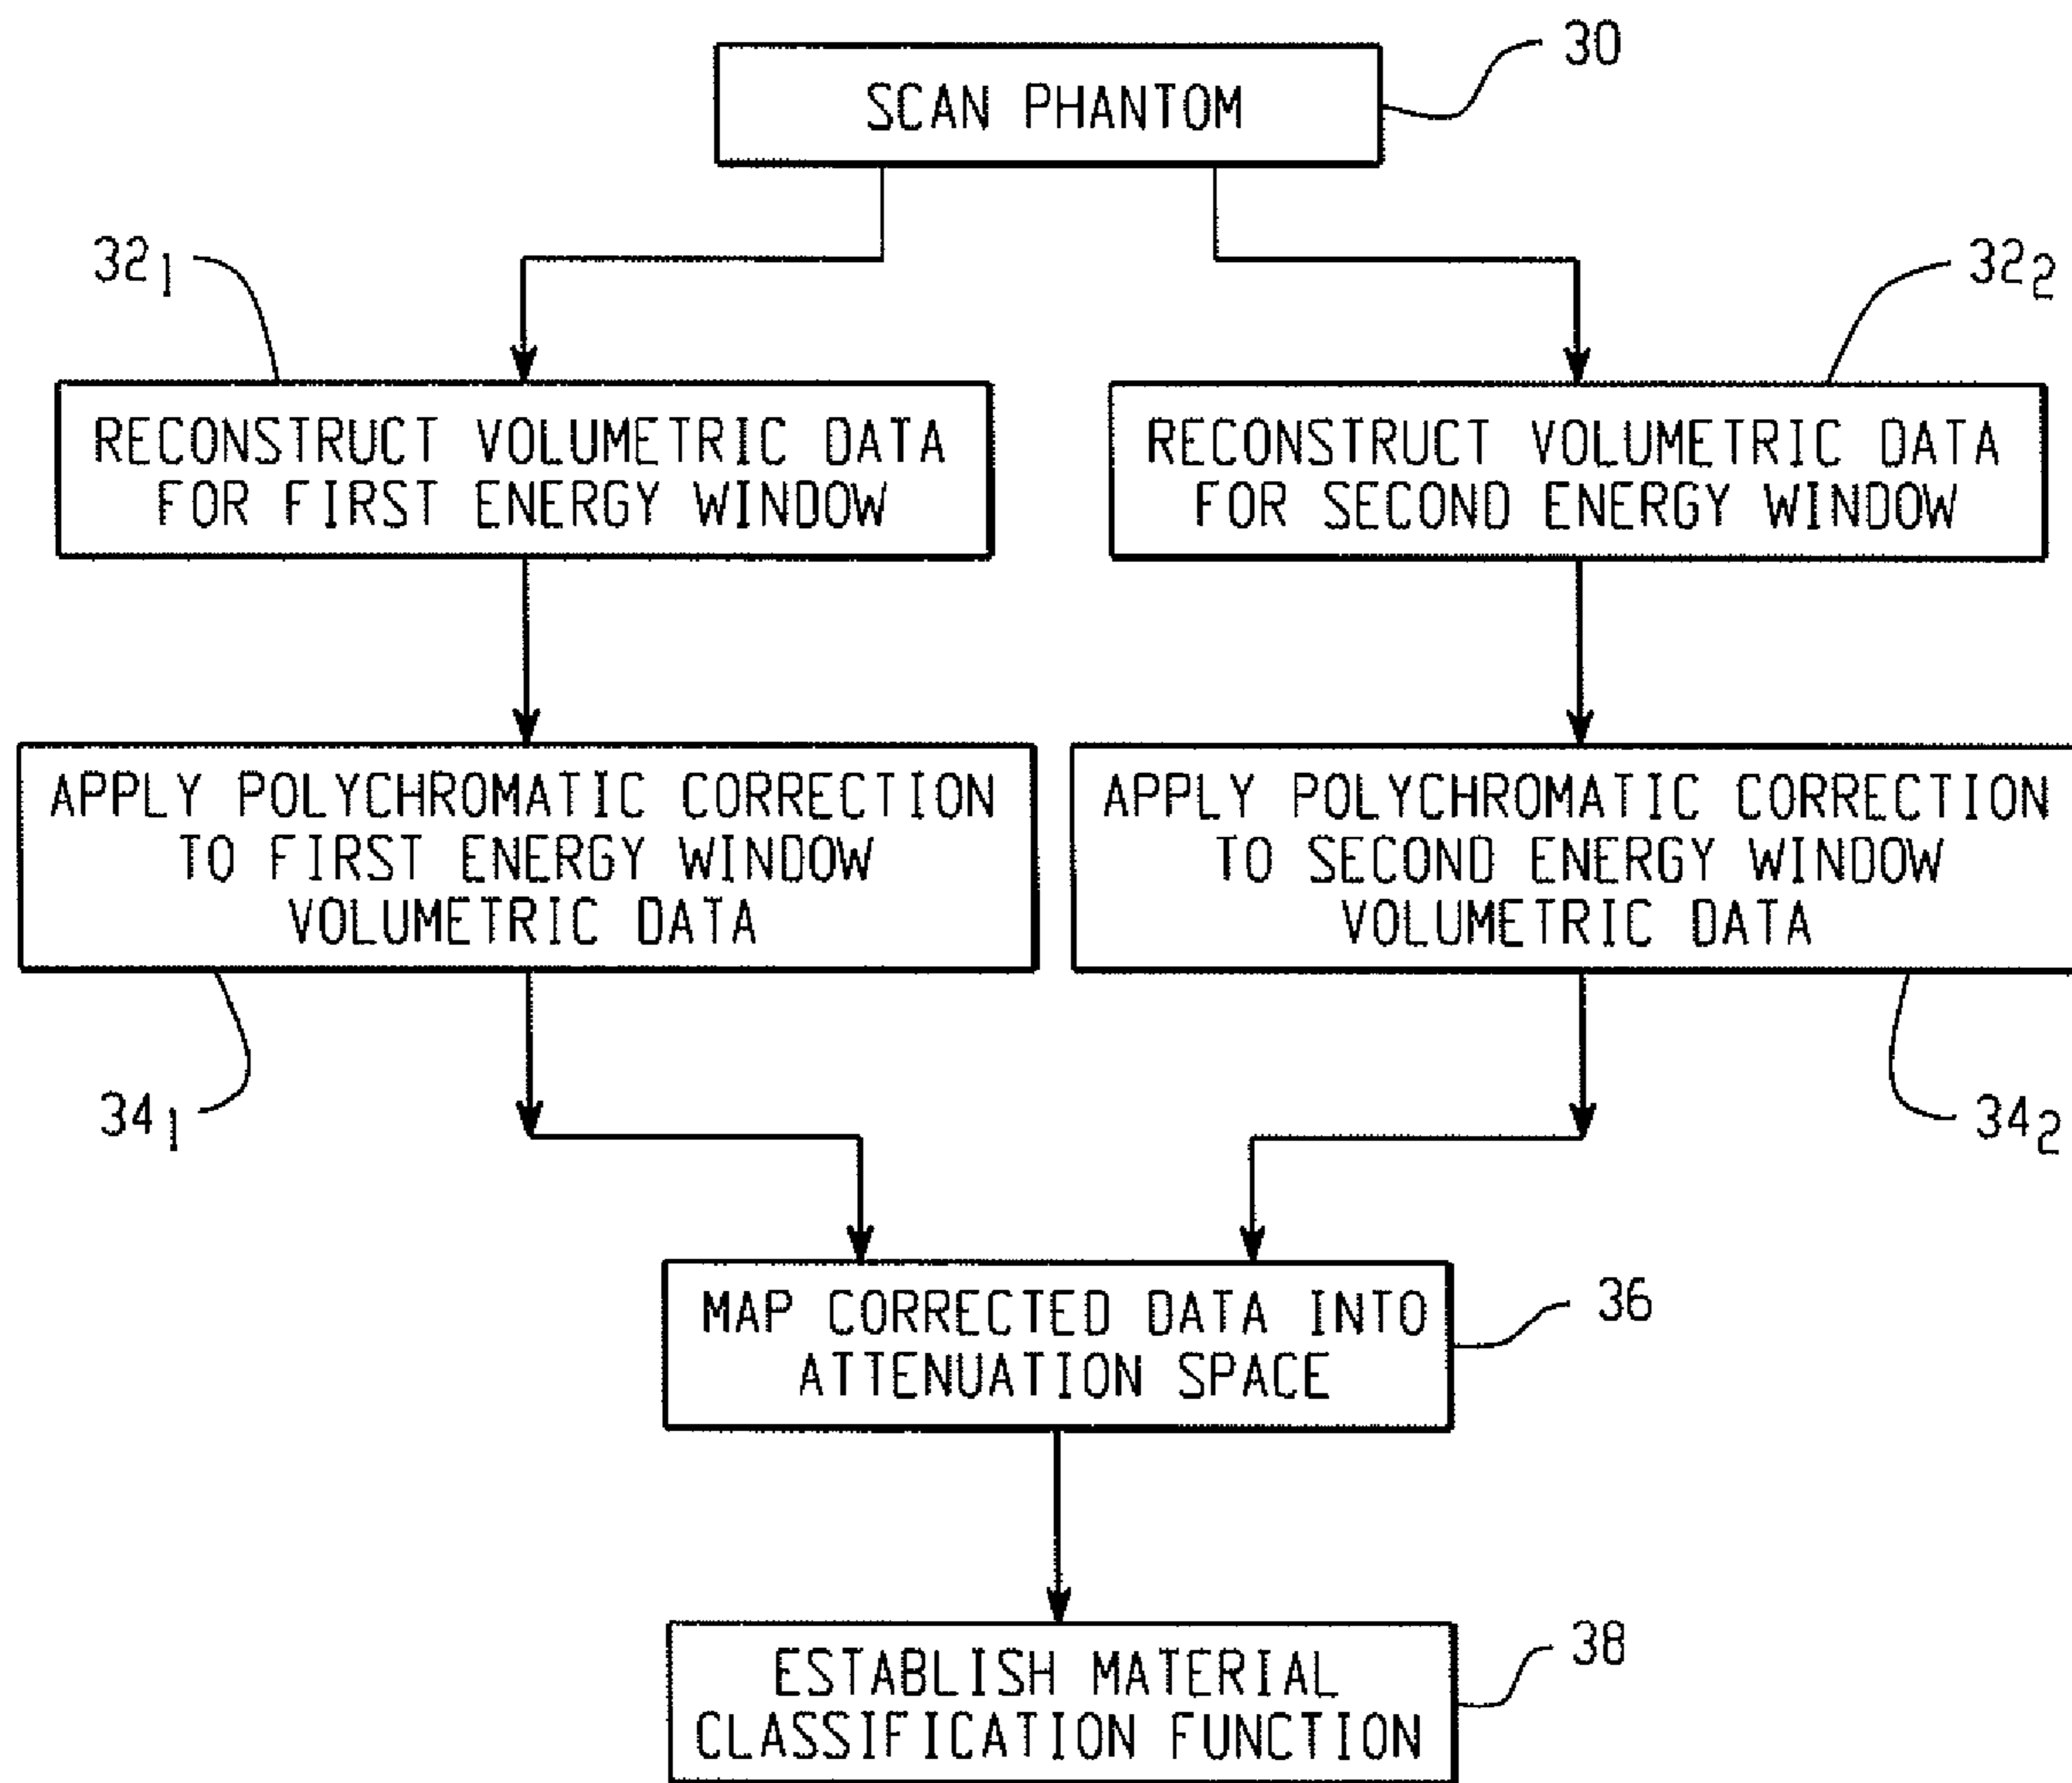 SCAN PHANTOM
30
32₁
32₂
RECONSTRUCT VOLUMETRIC DATA
FOR FIRST ENERGY WINDOW
RECONSTRUCT VOLUMETRIC DATA
FOR SECOND ENERGY WINDOW
APPLY POLYCHROMATIC CORRECTION
TO FIRST ENERGY WINDOW
VOLUMETRIC DATA
APPLY POLYCHROMATIC CORRECTION
TO SECOND ENERGY WINDOW
VOLUMETRIC DATA
34₁
34₂
MAP CORRECTED DATA INTO
ATTENUATION SPACE
36
ESTABLISH MATERIAL
CLASSIFICATION FUNCTION
38